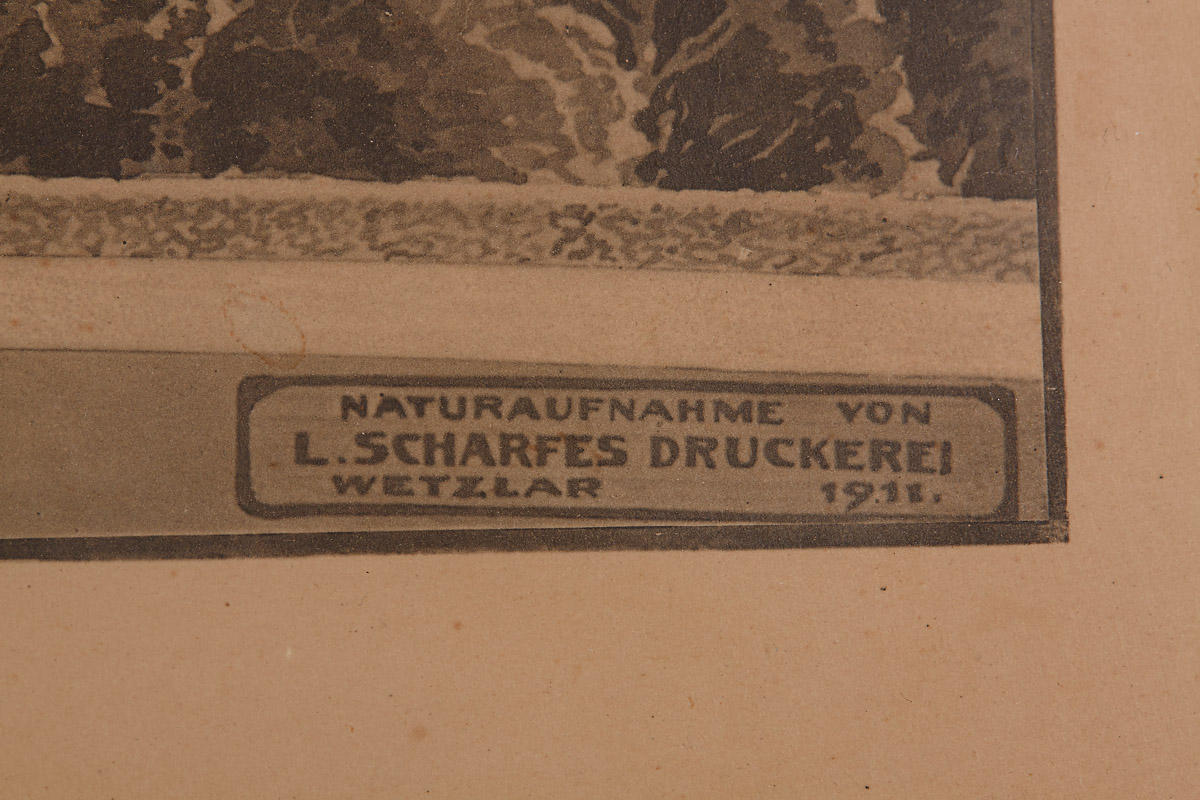 NATURAUFNAHME VON
L. SCHARFES DRUCKEREI
WETZLAR 1911.